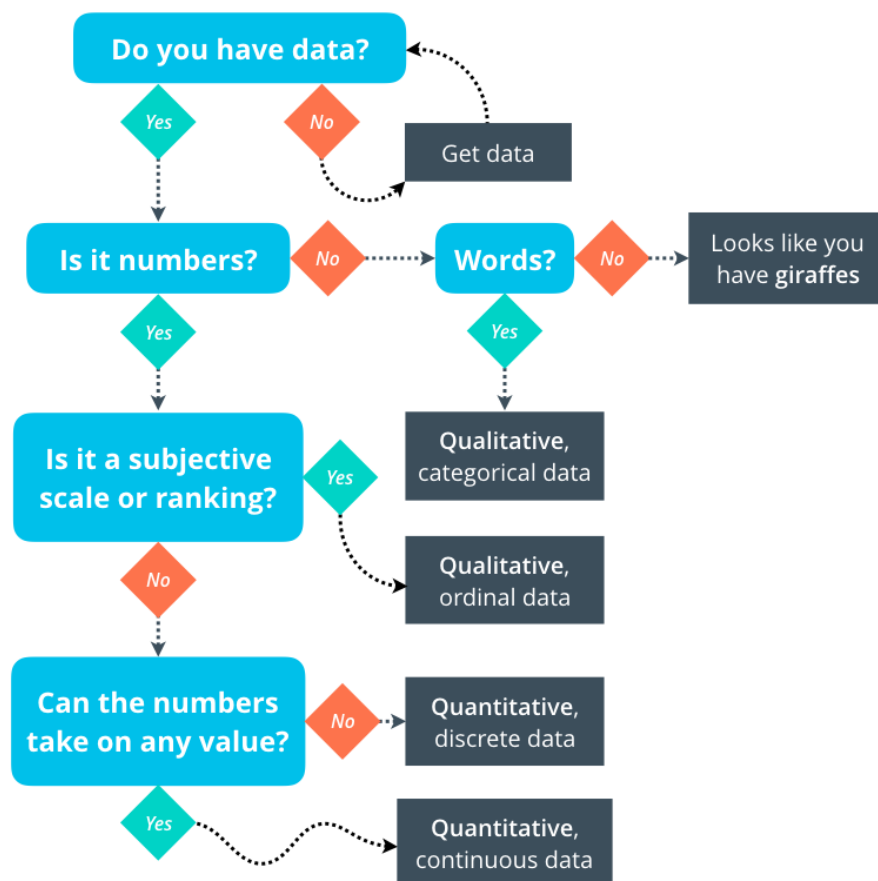 Do you have data?
Yes
No
Get data
Is it numbers?
No
Words?
No
Looks like you
have giraffes
Yes
Yes
Is it a subjective
scale or ranking?
Yes
Qualitative,
categorical data
No
Qualitative,
ordinal data
Can the numbers
take on any value?
No
Quantitative,
discrete data
Yes
Quantitative,
continuous data